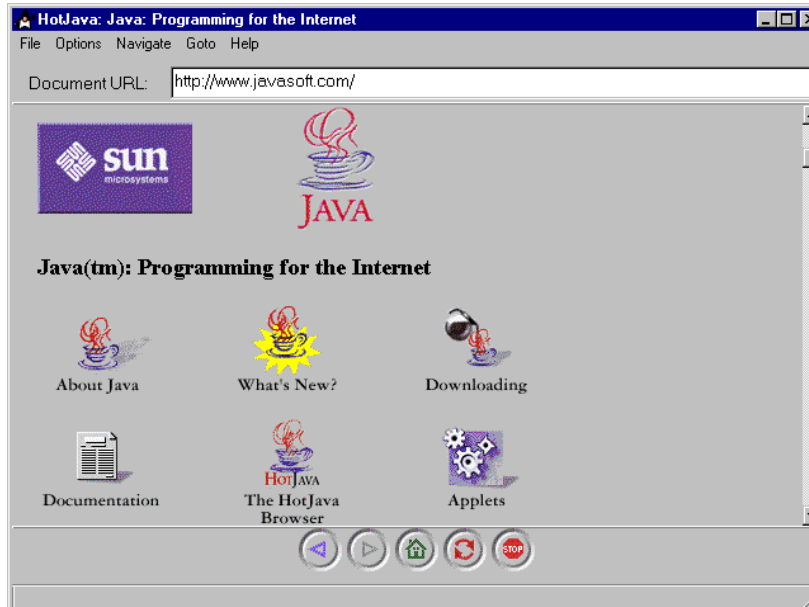 HotJava: Java: Programming for the Internet
File Options Navigate Goto Help
Document URL: http://www.javasoft.com/
sun
microsystems
JAVA
Java(tm): Programming for the Internet
About Java What's New? Downloading
HOTJAVA
Documentation The HotJava Applets
Browser
STOP